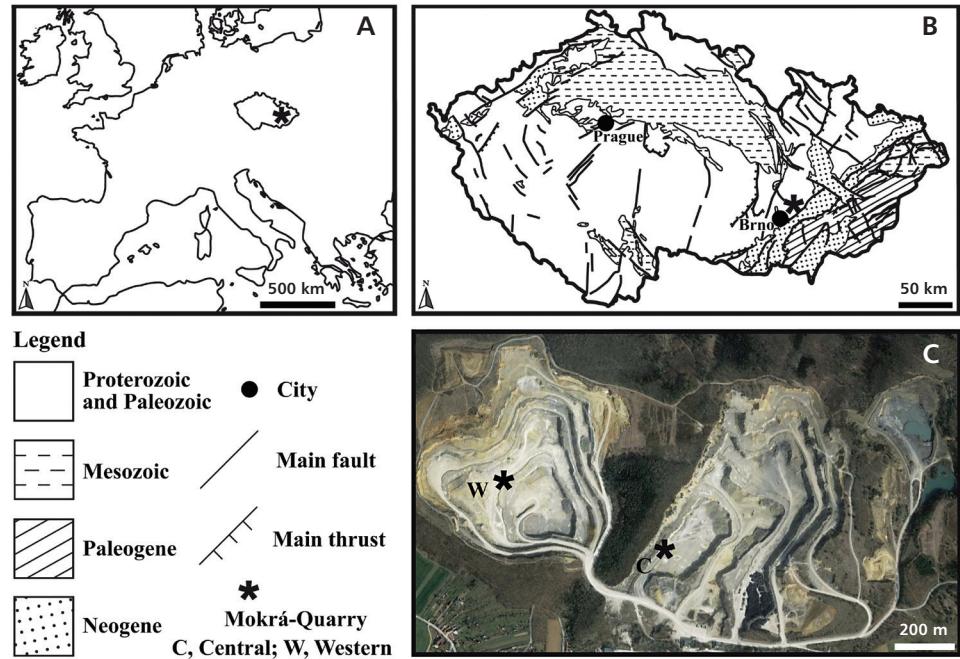 A
N
500 km
B
Prague
Brno
N
50 km
Legend
Proterozoic
and Paleozoic
City
Mesozoic
Main fault
Paleogene
Main thrust
Neogene
Mokrá-Quarry
C, Central; W, Western
C
W
C
200 m